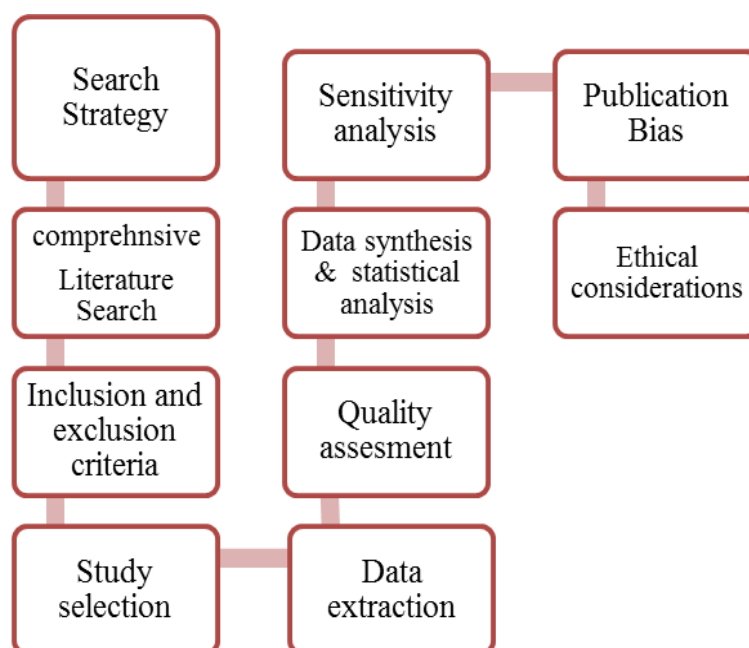 Search
Strategy
comprehnsive
Literature
Search
Inclusion and
exclusion
criteria
Study
selection
Data
extraction
Quality
assesment
Data synthesis
& statistical
analysis
Sensitivity
analysis
Publication
Bias
Ethical
considerations